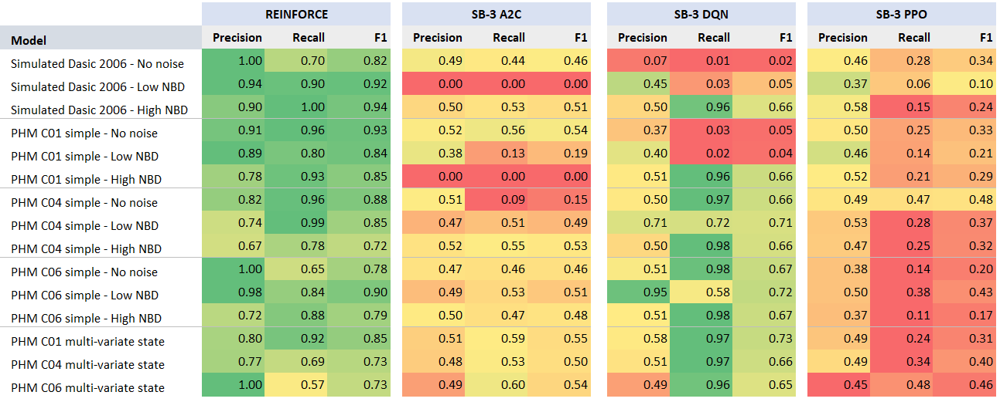 REINFORCE SB-3 A2C SB-3 DQN SB-3 PPO
Model Precision Recall F1 Precision Recall F1 Precision Recall F1 Precision Recall F1
Simulated Dasic 2006 - No noise 1.00 0.70 0.82 0.49 0.44 0.46 0.07 0.01 0.02 0.46 0.28 0.34
Simulated Dasic 2006 - Low NBD 0.94 0.90 0.92 0.00 0.00 0.00 0.45 0.03 0.05 0.37 0.06 0.10
Simulated Dasic 2006 - High NBD 0.90 1.00 0.94 0.50 0.53 0.51 0.50 0.96 0.66 0.58 0.15 0.24
PHM C01 simple - No noise 0.91 0.96 0.93 0.52 0.56 0.54 0.37 0.03 0.05 0.50 0.25 0.33
PHM C01 simple - Low NBD 0.89 0.80 0.84 0.38 0.13 0.19 0.40 0.02 0.04 0.46 0.14 0.21
PHM C01 simple - High NBD 0.78 0.93 0.85 0.00 0.00 0.00 0.51 0.96 0.66 0.52 0.21 0.29
PHM C04 simple - No noise 0.82 0.96 0.88 0.51 0.09 0.15 0.50 0.97 0.66 0.49 0.47 0.48
PHM C04 simple - Low NBD 0.74 0.99 0.85 0.47 0.51 0.49 0.71 0.72 0.71 0.53 0.28 0.37
PHM C04 simple - High NBD 0.67 0.78 0.72 0.52 0.55 0.53 0.50 0.98 0.66 0.47 0.25 0.32
PHM C06 simple - No noise 1.00 0.65 0.78 0.47 0.46 0.46 0.51 0.98 0.67 0.38 0.14 0.20
PHM C06 simple - Low NBD 0.98 0.84 0.90 0.49 0.53 0.51 0.95 0.58 0.72 0.50 0.38 0.43
PHM C06 simple - High NBD 0.72 0.88 0.79 0.50 0.47 0.48 0.51 0.98 0.67 0.37 0.11 0.17
PHM C01 multi-variate state 0.80 0.92 0.85 0.51 0.59 0.55 0.58 0.97 0.73 0.49 0.24 0.31
PHM C04 multi-variate state 0.77 0.69 0.73 0.48 0.53 0.50 0.51 0.97 0.66 0.49 0.34 0.40
PHM C06 multi-variate state 1.00 0.57 0.73 0.49 0.60 0.54 0.49 0.96 0.65 0.45 0.48 0.46